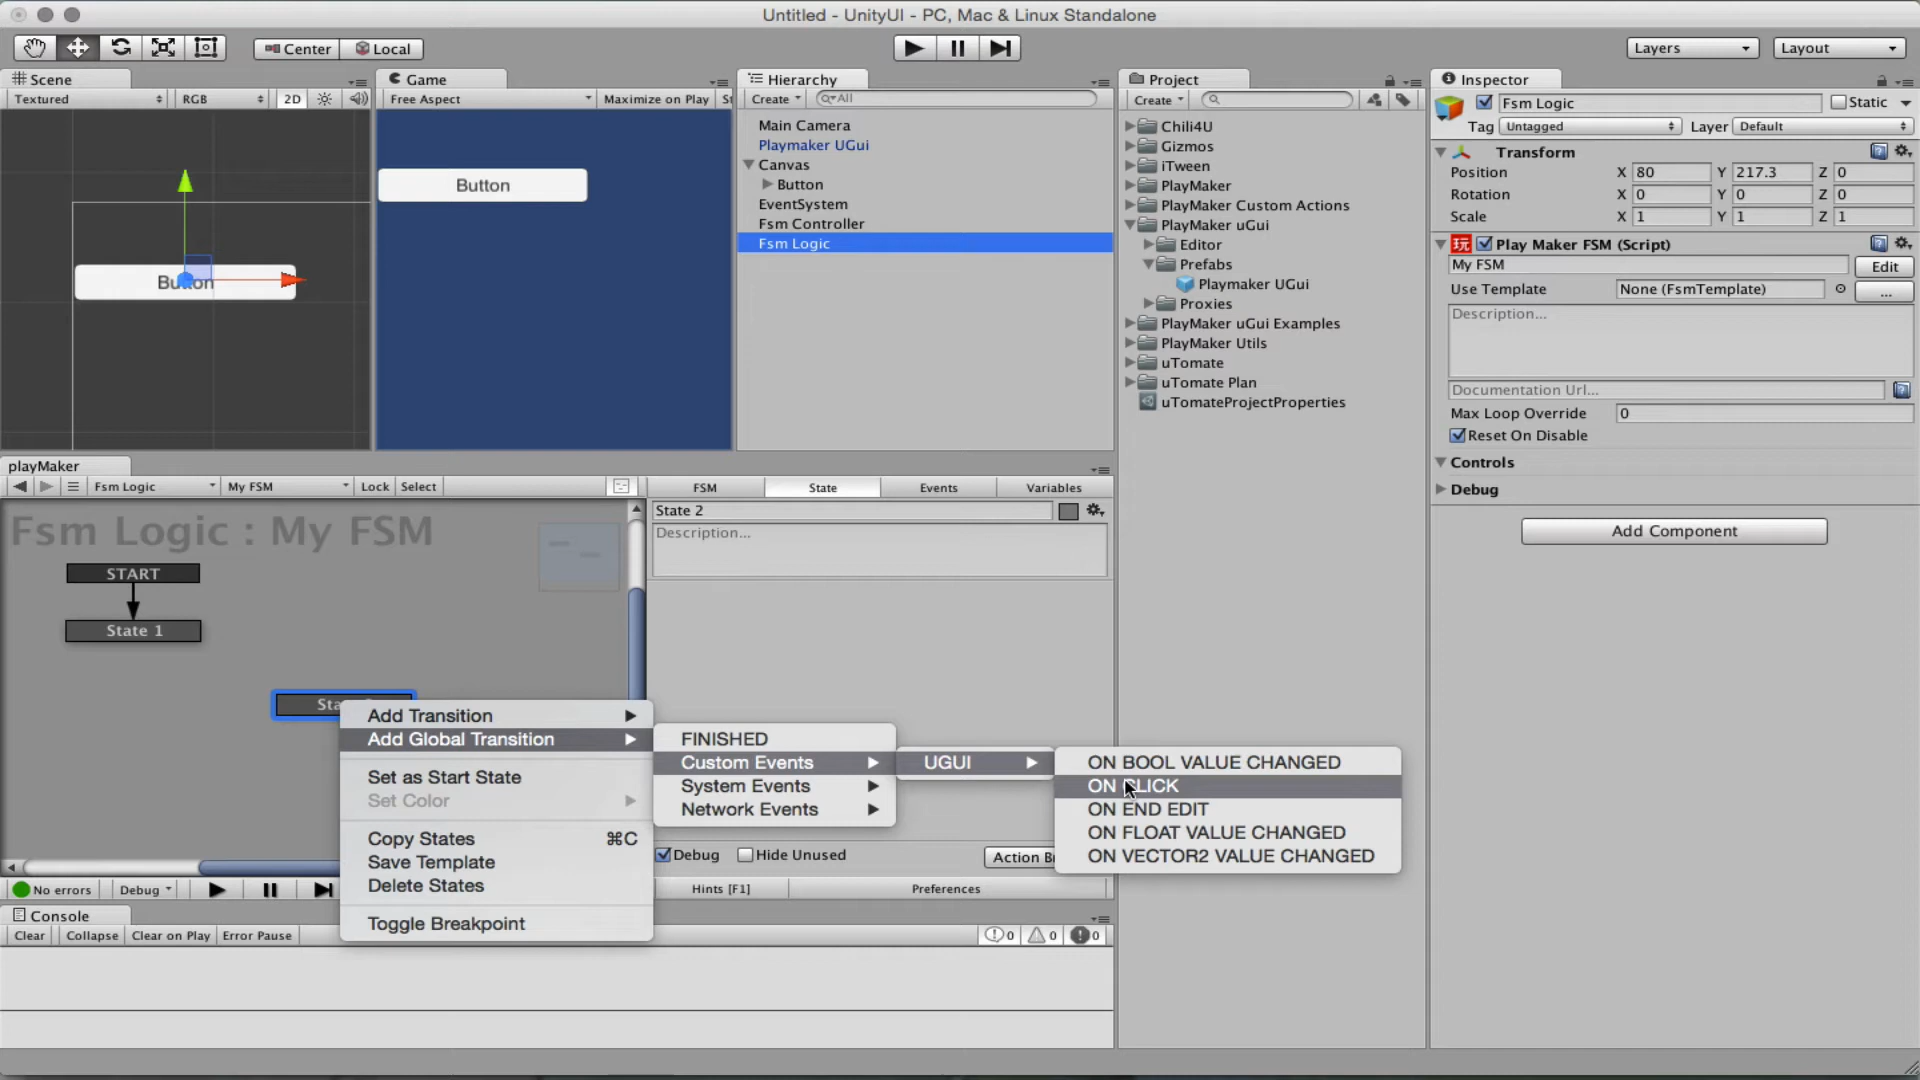 Untitled - UnityUI - PC, Mac & Linux Standalone
Center
Local
Layers
Layout
Scene
Textured
RGB
2D
Game
Free Aspect
Maximize on Play
St
Button
Button
Hierarchy
Create
All
Main Camera
Playmaker UGui
Canvas
Button
EventSystem
Fsm Controller
Fsm Logic
Project
Create
Chili4U
Gizmos
iTween
PlayMaker
PlayMaker Custom Actions
PlayMaker uGui
Editor
Prefabs
Playmaker UGui
Proxies
PlayMaker uGui Examples
PlayMaker Utils
uTomate
uTomate Plan
uTomateProjectProperties
Inspector
Fsm Logic
Static
Tag
Untagged
Layer
Default
Transform
Position
X
80
Y
217.3
Z
0
Rotation
X
0
Y
0
Z
0
Scale
X
1
Y
1
Z
1
玩
Play Maker FSM (Script)
My FSM
Edit
Use Template
None (FsmTemplate)
...
Description...
Documentation Url...
Max Loop Override
0
Reset On Disable
Controls
Debug
Add Component
playMaker
Fsm Logic
My FSM
Lock
Select
Fsm Logic : My FSM
START
State 1
Sta
FSM
State
Events
Variables
State 2
Description...
Add Transition
Add Global Transition
Set as Start State
Set Color
Copy States
⌘C
Save Template
Delete States
Toggle Breakpoint
FINISHED
Custom Events
System Events
Network Events
UGUI
ON BOOL VALUE CHANGED
ON CLICK
ON END EDIT
ON FLOAT VALUE CHANGED
ON VECTOR2 VALUE CHANGED
Debug
Hide Unused
Action B
No errors
Debug
Hints [F1]
Preferences
Console
Clear
Collapse
Clear on Play
Error Pause
0
0
0